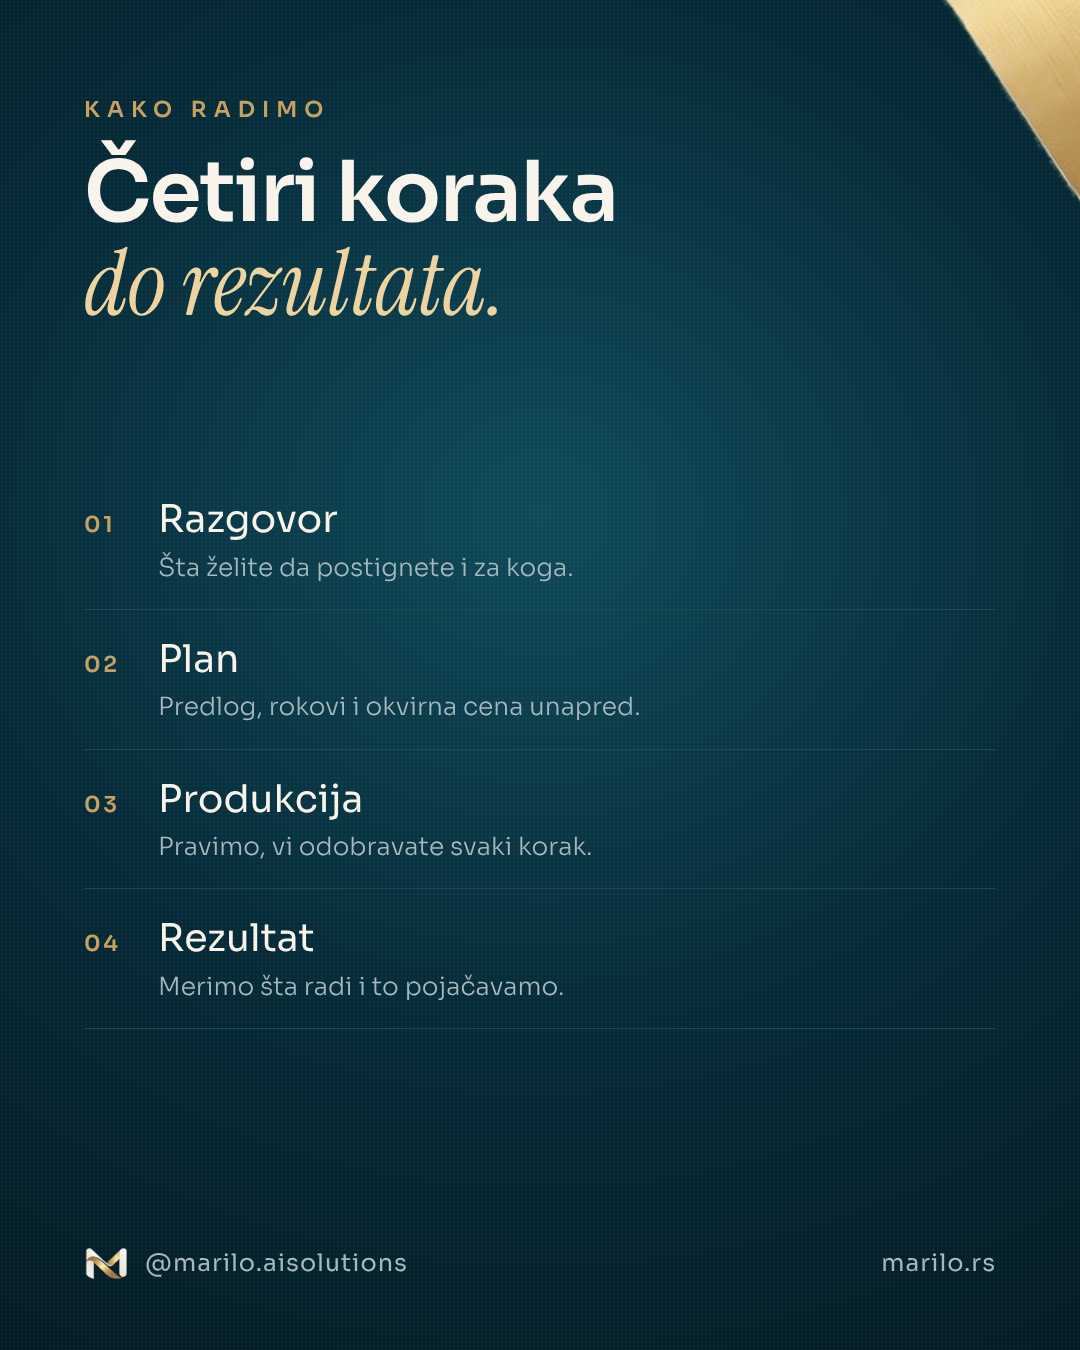 KAKO RADIMO
Četiri koraka
do rezultata.
01 Razgovor
Šta želite da postignete i za koga.
02 Plan
Predlog, rokovi i okvirna cena unapred.
03 Produkcija
Pravimo, vi odobravate svaki korak.
04 Rezultat
Merimo šta radi i to pojačavamo.
@marilo.aisolutions
marilo.rs